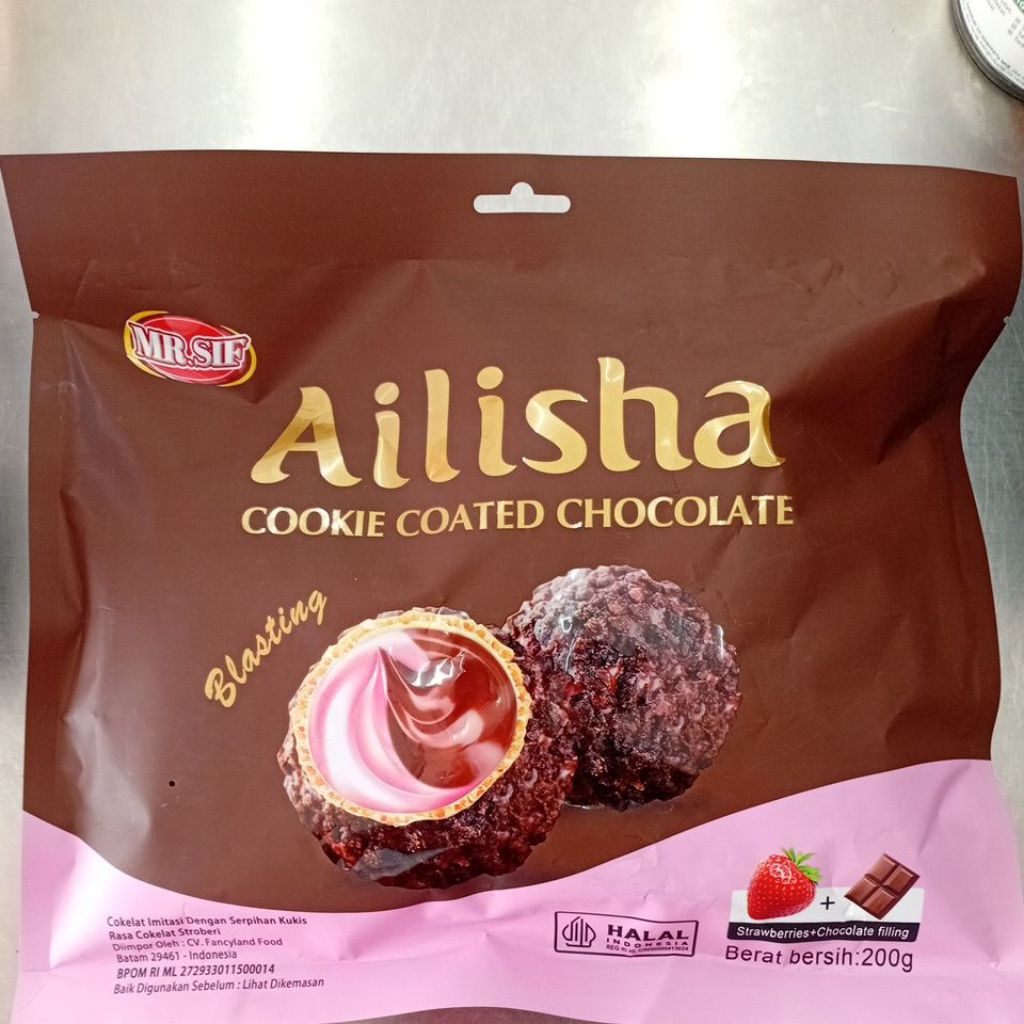 MR.SIF
Ailisha
COOKIE COATED CHOCOLATE
Blasting
Cokelat Imitasi Dengan Serpihan Kukis
Rasa Cokelat Stroberi
Diimpor Oleh : CV. Fancyland Food
Batam 29461 - Indonesia
BPOM RI ML 272933011500014
Baik Digunakan Sebelum : Lihat Dikemasan
HALAL
INDONESIA
Strawberries+Chocolate filling
Berat bersih:200g